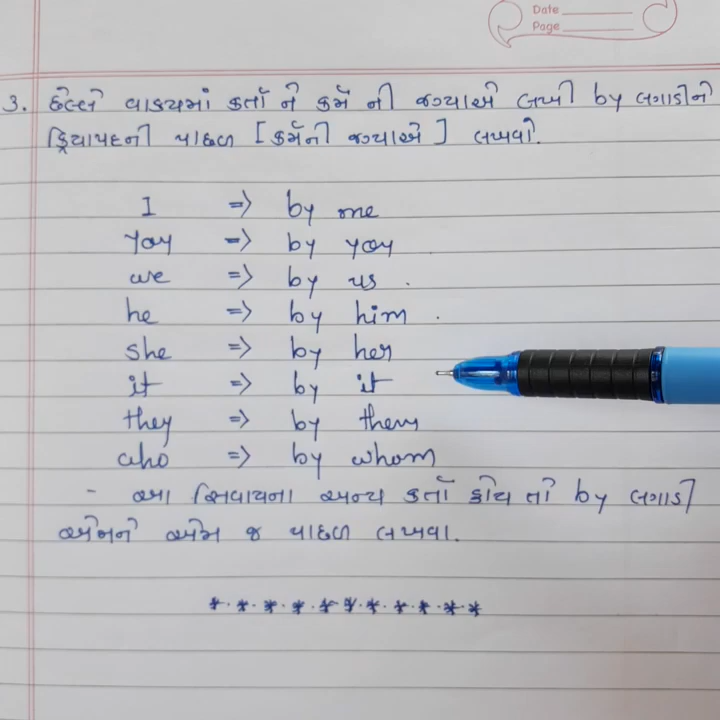 Date
Page
3. છેલ્લે વાક્યમાં કર્તા ને કર્મ ની જગ્યાએ લખી by લગાડીને
ક્રિયાપદની પાછળ [કર્મની જગ્યાએ] લખવો.
I => by me
you => by you
we => by us.
he => by him.
she => by her
it => by it
they => by them
who => by whom
- આ સિવાયના અન્ય કર્તા હોય તો by લગાડી
એમને એમ જ પાછળ લખવા.
*.*.*.*.*.*.*.*.*.*